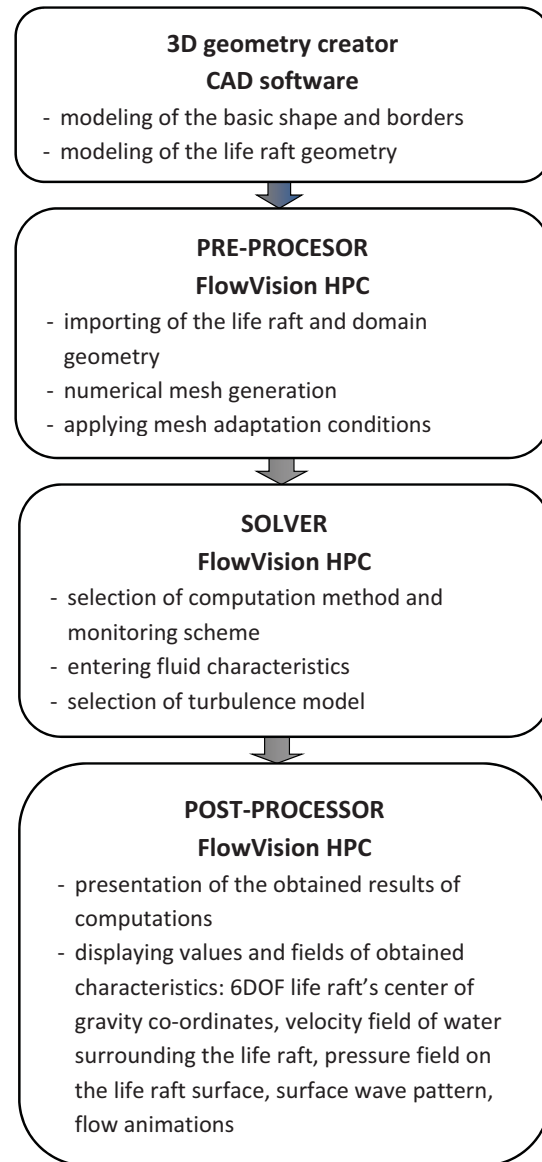 3D geometry creator
CAD software
- modeling of the basic shape and borders
- modeling of the life raft geometry
PRE-PROCESOR
FlowVision HPC
- importing of the life raft and domain
geometry
- numerical mesh generation
- applying mesh adaptation conditions
SOLVER
FlowVision HPC
- selection of computation method and
monitoring scheme
- entering fluid characteristics
- selection of turbulence model
POST-PROCESSOR
FlowVision HPC
- presentation of the obtained results of
computations
- displaying values and fields of obtained
characteristics: 6DOF life raft’s center of
gravity co-ordinates, velocity field of water
surrounding the life raft, pressure field on
the life raft surface, surface wave pattern,
flow animations